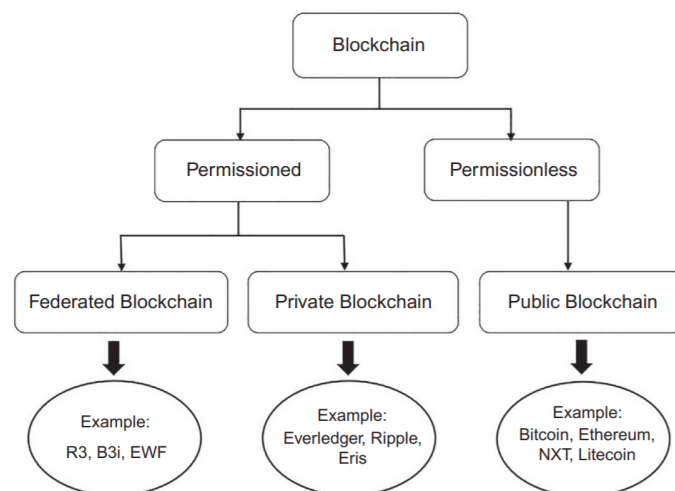 Blockchain
Permissioned
Permissionless
Federated Blockchain
Private Blockchain
Public Blockchain
Example:
R3, B3i, EWF
Example:
Everledger, Ripple,
Eris
Example:
Bitcoin, Ethereum,
NXT, Litecoin